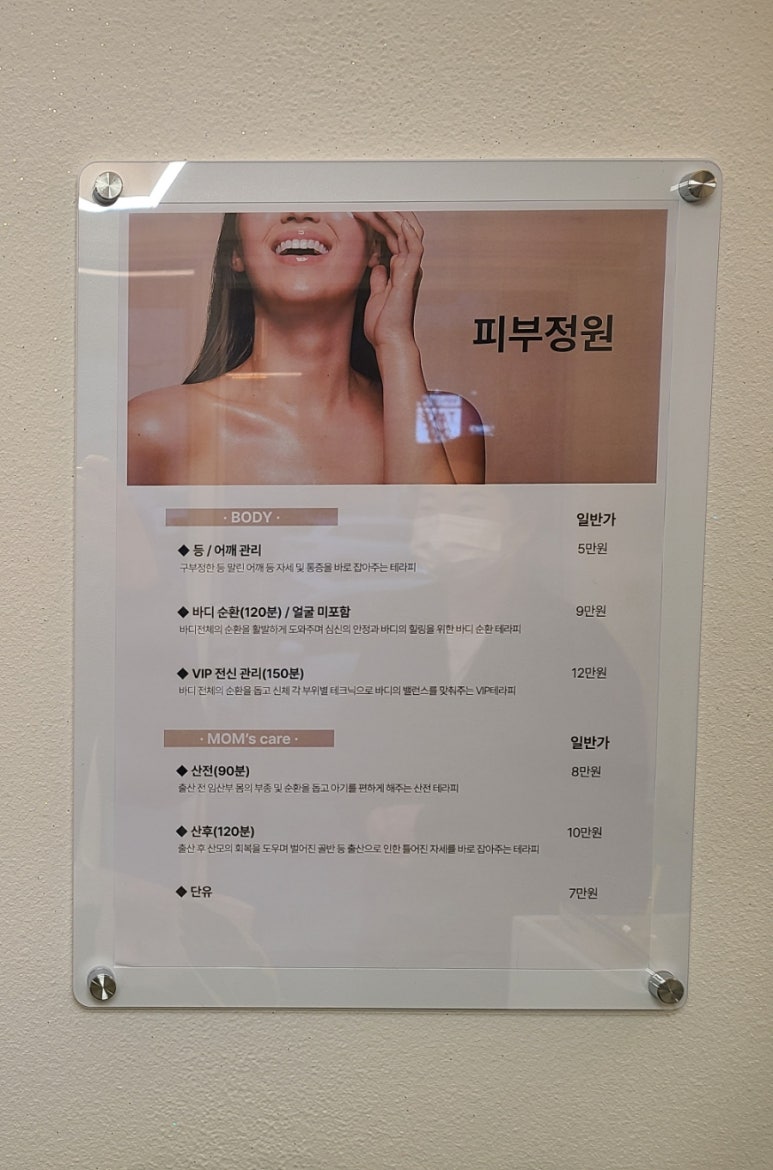 피부정원
· BODY ·
일반가
◆ 등 / 어깨 관리
5만원
구부정한 등 말린 어깨 등 자세 및 통증을 바로 잡아주는 테라피
◆ 바디 순환(120분) / 얼굴 미포함
9만원
바디전체의 순환을 활발하게 도와주며 심신의 안정과 바디의 힐링을 위한 바디 순환 테라피
◆ VIP 전신 관리(150분)
12만원
바디 전체의 순환을 돕고 신체 각 부위별 테크닉으로 바디의 밸런스를 맞춰주는 VIP테라피
· MOM's care ·
일반가
◆ 산전(90분)
8만원
출산 전 임산부 몸의 부종 및 순환을 돕고 아기를 편하게 해주는 산전 테라피
◆ 산후(120분)
10만원
출산 후 산모의 회복을 도우며 벌어진 골반 등 출산으로 인한 틀어진 자세를 바로 잡아주는 테라피
◆ 단유
7만원